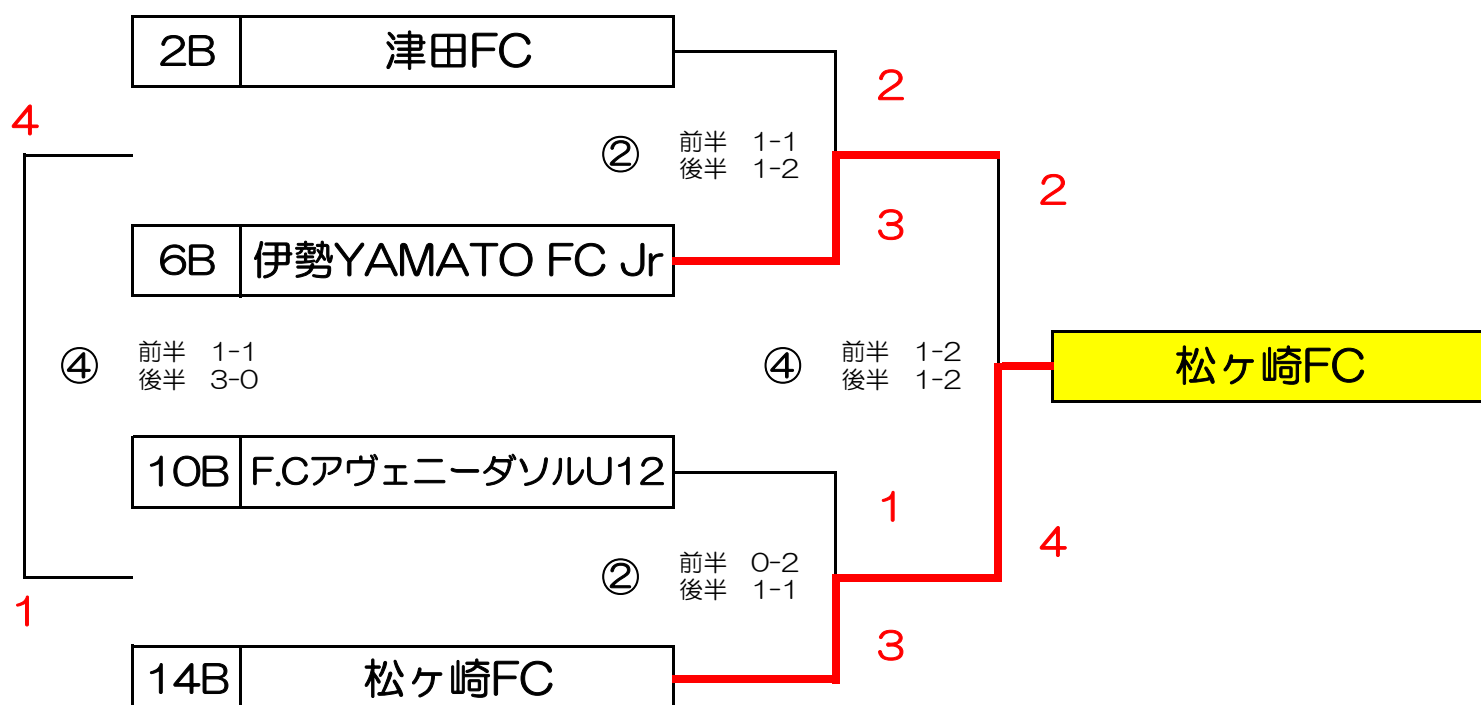 2B 津田FC
2
4
② 前半 1-1
後半 1-2
2
3
6B 伊勢YAMATO FC Jr
④ 前半 1-1
後半 3-0
④ 前半 1-2
後半 1-2
松ヶ崎FC
10B F.CアヴェニーダソルU12
1
4
② 前半 0-2
後半 1-1
1
3
14B 松ヶ崎FC